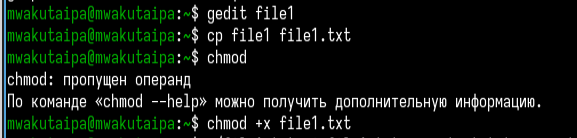 mwakutaipa@mwakutaipa:~$ gedit file1
mwakutaipa@mwakutaipa:~$ cp file1 file1.txt
mwakutaipa@mwakutaipa:~$ chmod
chmod: пропущен операнд
По команде «chmod --help» можно получить дополнительную информацию.
mwakutaipa@mwakutaipa:~$ chmod +x file1.txt